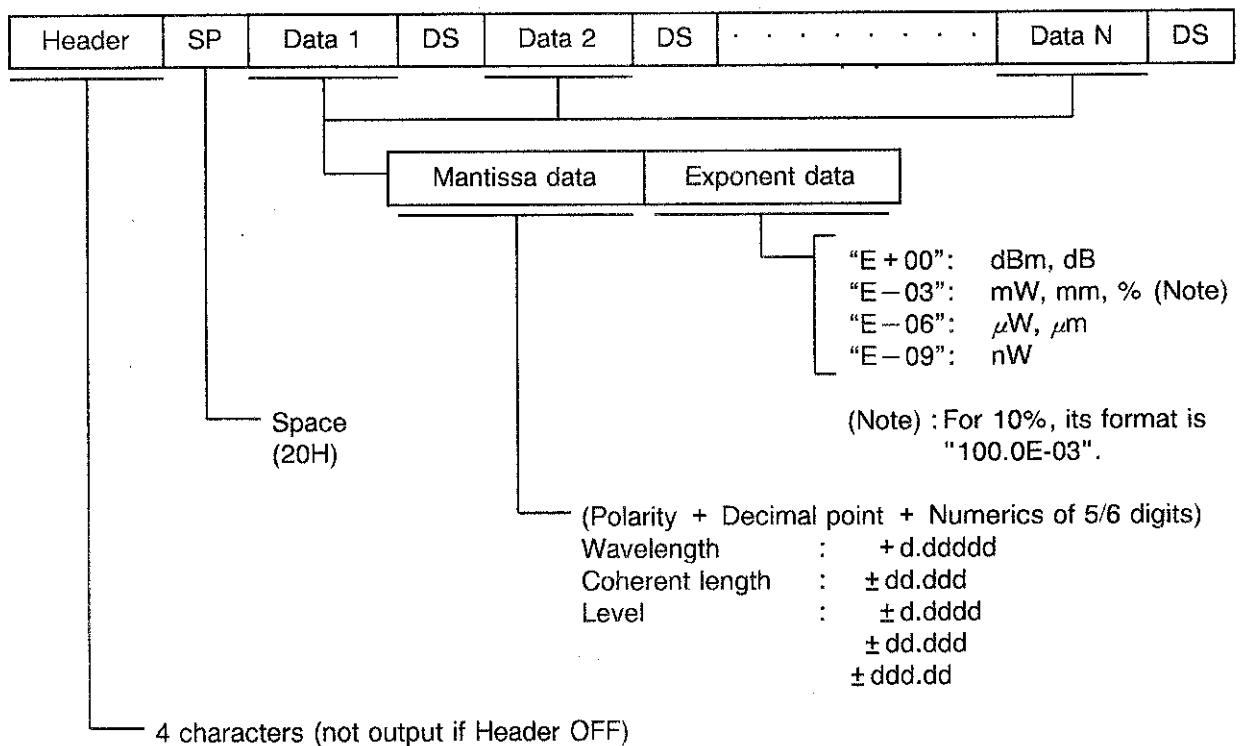 Header SP Data 1 DS Data 2 DS . . . . . . . . Data N DS
Mantissa data Exponent data
“E+00”: dBm, dB
“E−03”: mW, mm, % (Note)
“E−06”: μW, μm
“E−09”: nW
Space
(20H)
(Note) : For 10%, its format is
"100.0E-03".
(Polarity + Decimal point + Numerics of 5/6 digits)
Wavelength : +d.ddddd
Coherent length : ±dd.ddd
Level : ±d.dddd
±dd.ddd
±ddd.dd
4 characters (not output if Header OFF)